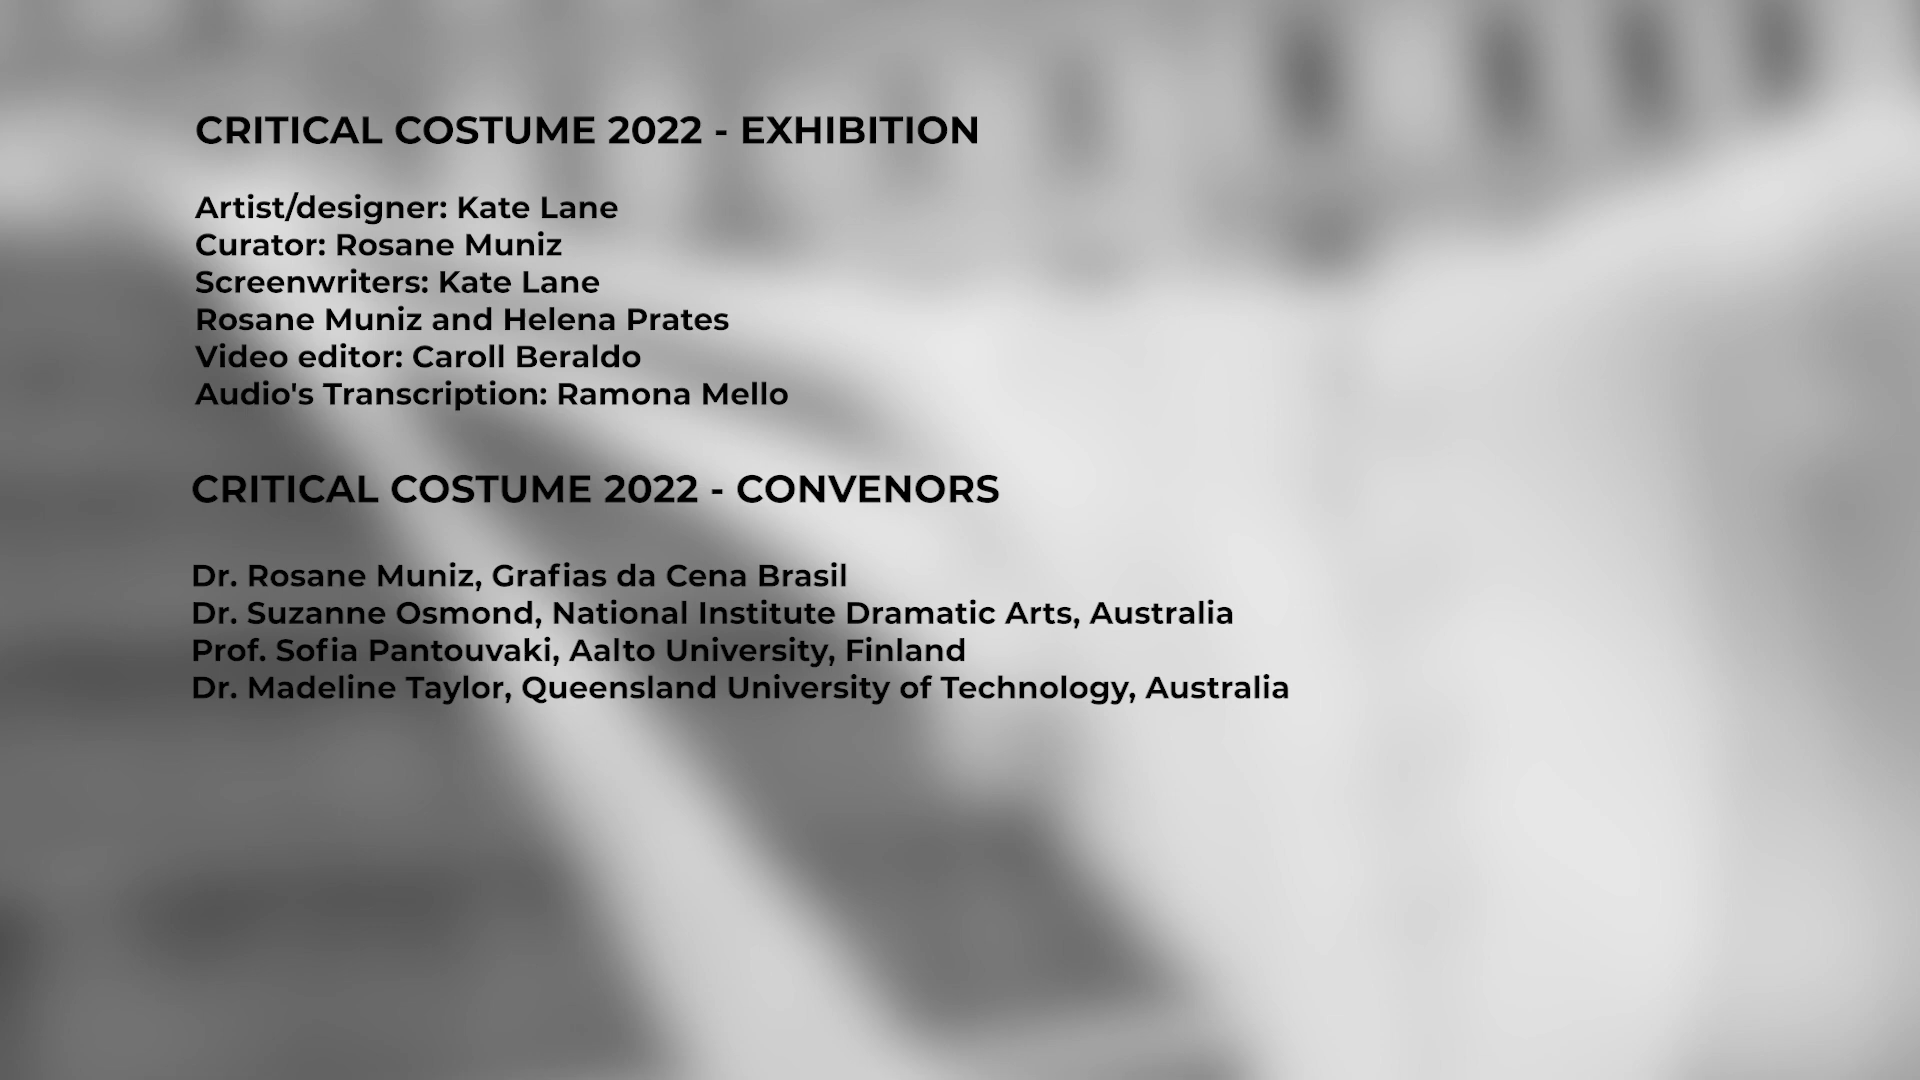 CRITICAL COSTUME 2022 - EXHIBITION
Artist/designer: Kate Lane
Curator: Rosane Muniz
Screenwriters: Kate Lane
Rosane Muniz and Helena Prates
Video editor: Caroll Beraldo
Audio's Transcription: Ramona Mello
CRITICAL COSTUME 2022 - CONVENORS
Dr. Rosane Muniz, Grafias da Cena Brasil
Dr. Suzanne Osmond, National Institute Dramatic Arts, Australia
Prof. Sofia Pantouvaki, Aalto University, Finland
Dr. Madeline Taylor, Queensland University of Technology, Australia